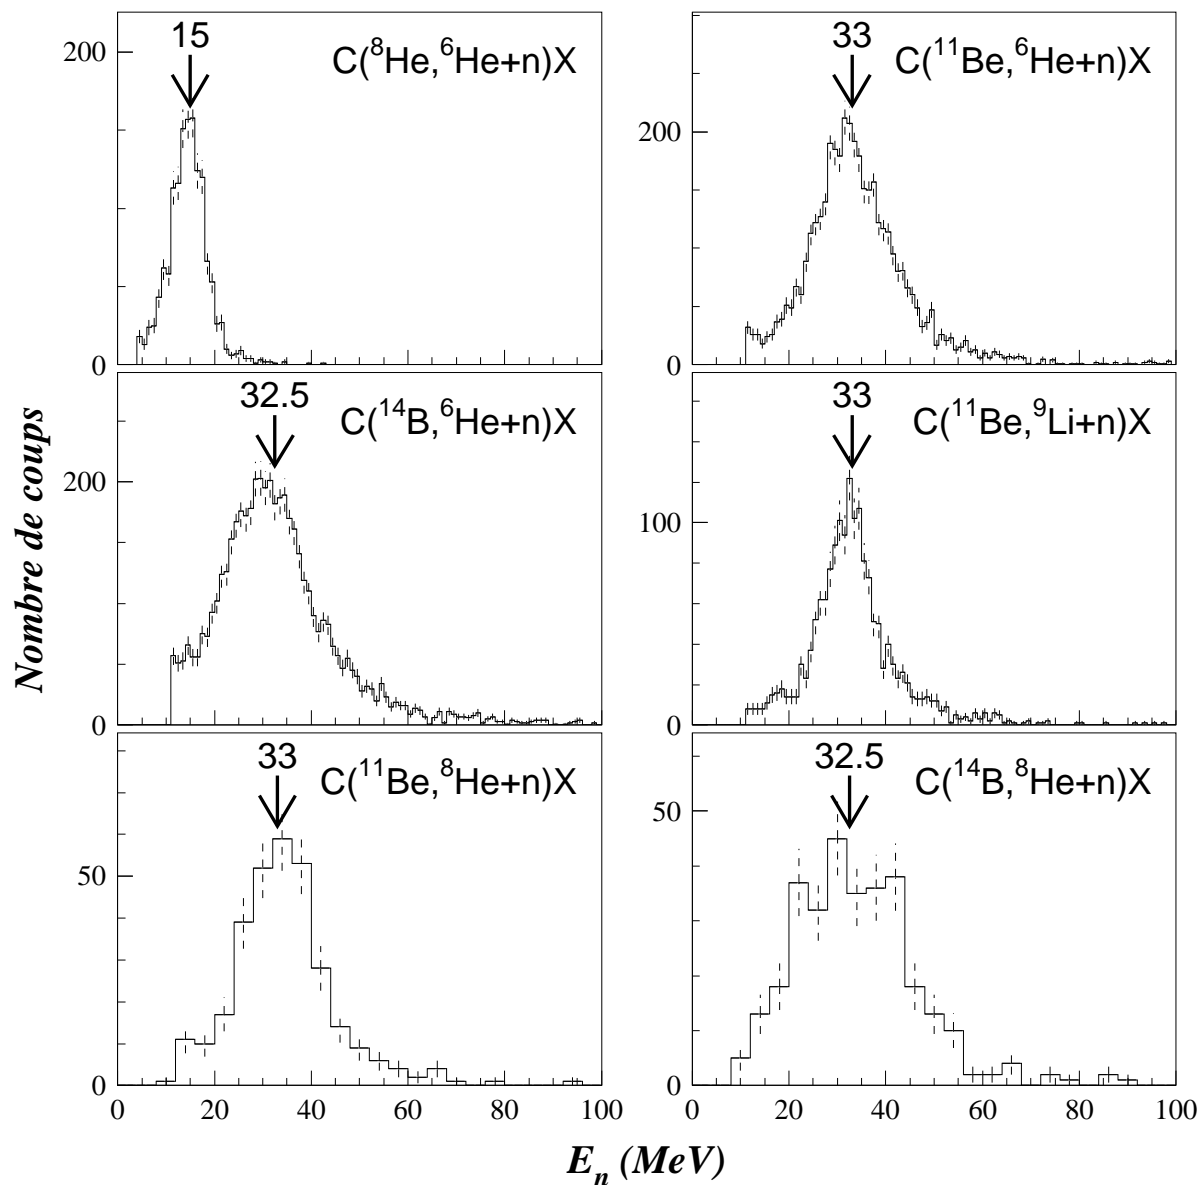 15
33
C(⁸He,⁶He+n)X
C(¹¹Be,⁶He+n)X
200
0
200
0
32.5
33
C(¹⁴B,⁶He+n)X
C(¹¹Be,⁹Li+n)X
200
0
100
0
33
32.5
C(¹¹Be,⁸He+n)X
C(¹⁴B,⁸He+n)X
50
0
50
0
0 20 40 60 80 100
0 20 40 60 80 100
Nombre de coups
Eₙ (MeV)